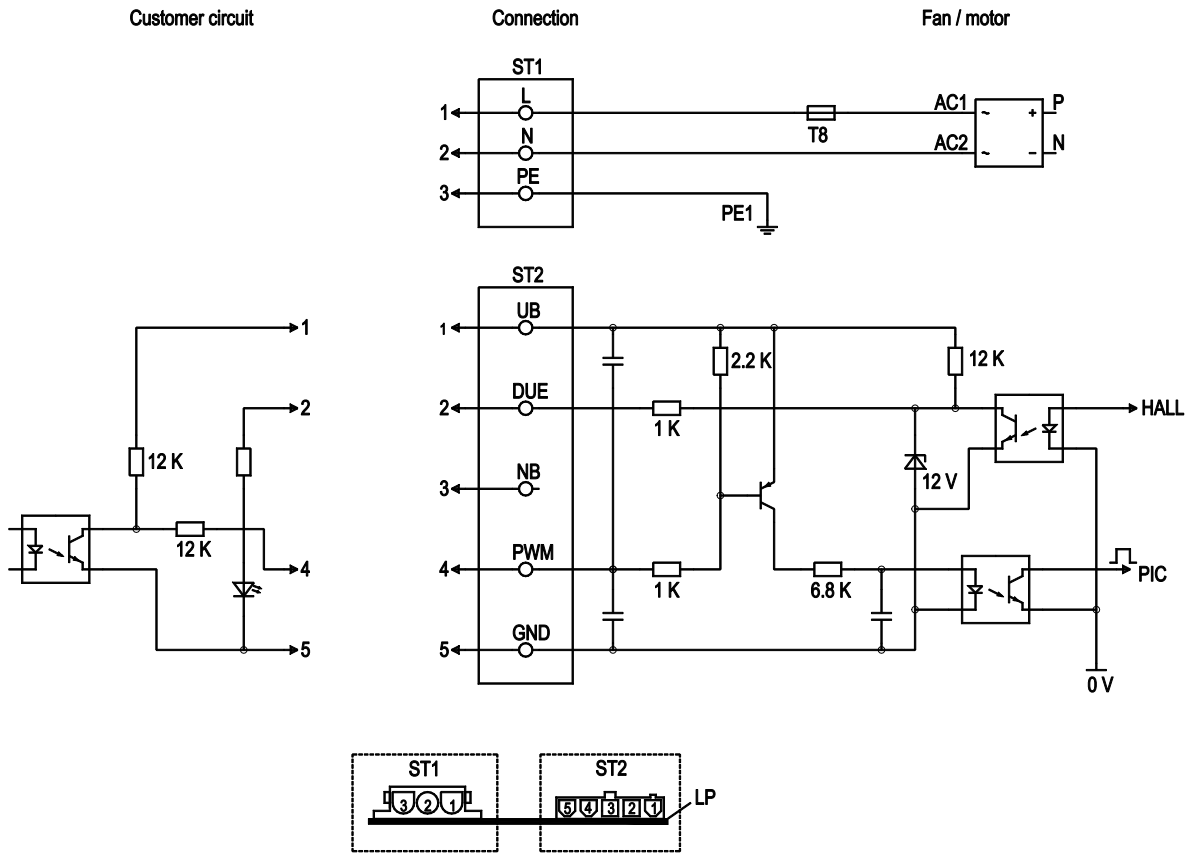 Customer circuit Connection Fan / motor
ST1
1 L AC1 ~ + P
T8
2 N AC2 ~ – N
3 PE
PE1
ST2
1 1 UB
2.2 K 12 K
2 2 DUE HALL
1 K
12 K 3 NB 12 V
12 K
4 4 PWM PIC
1 K 6.8 K
5 5 GND
0 V
ST1 ST2
LP
3 2 1 5 4 3 2 1